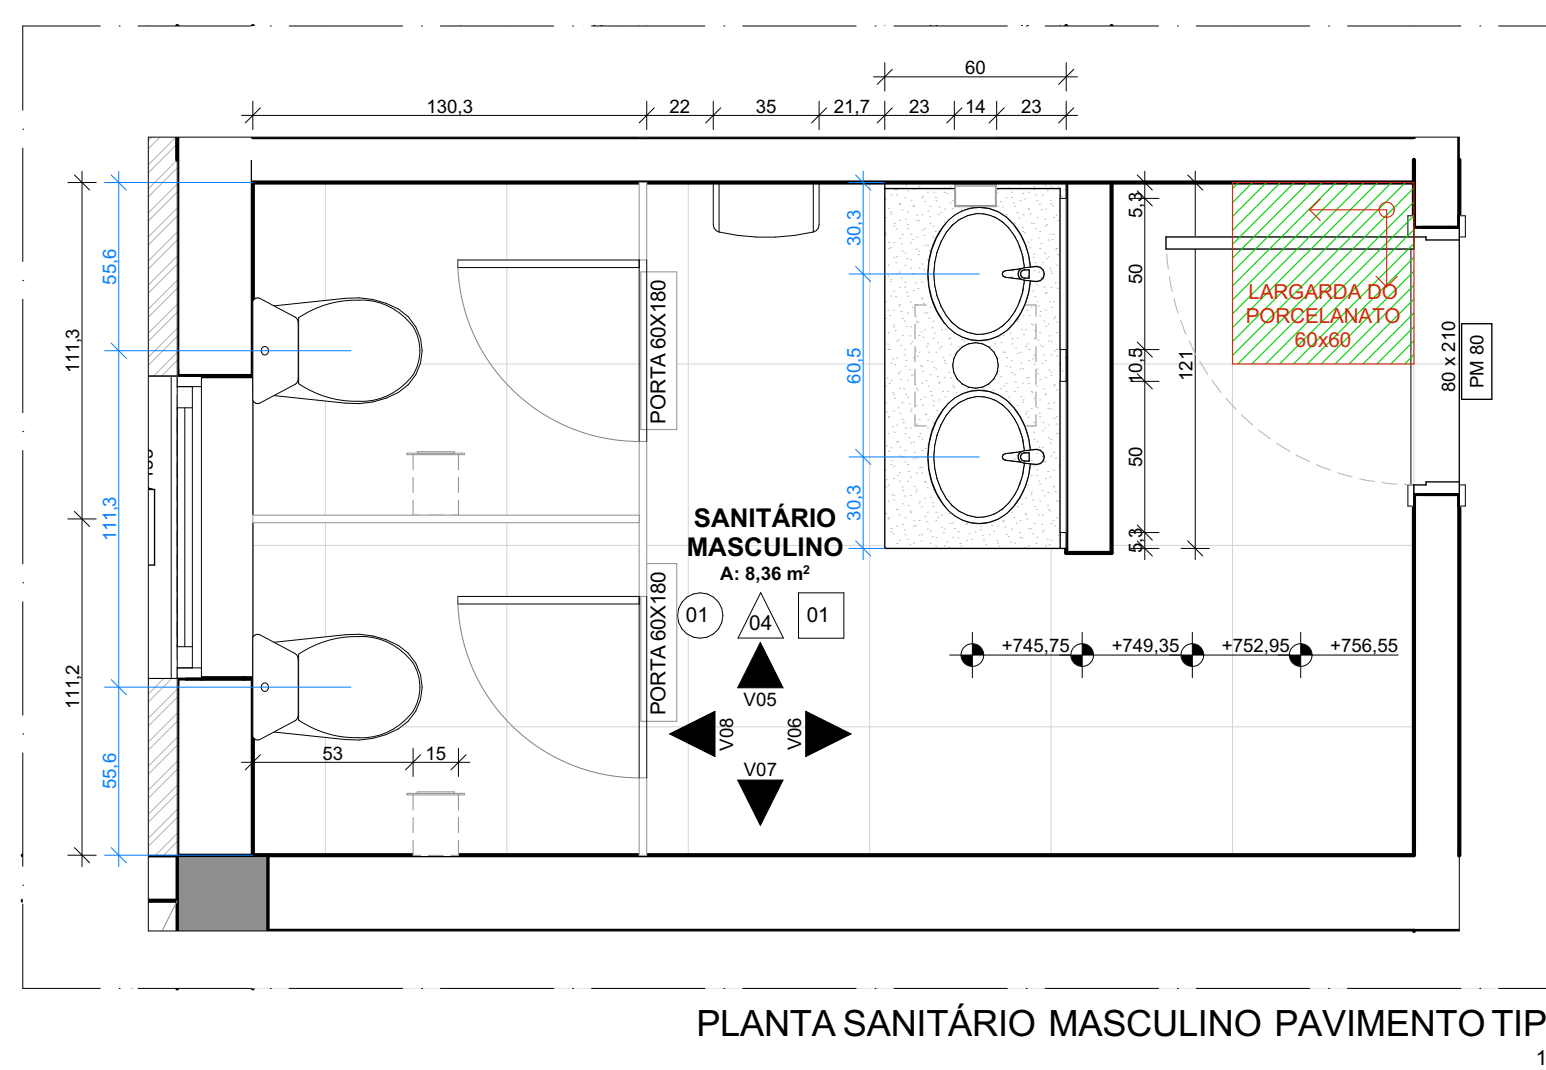 60
130,3
22
35
21,7
23
14
23
55,6
111,3
111,3
111,2
55,6
30,3
60,5
30,3
5,3
50
10,5
50
5,3
121
LARGARDA DO
PORCELANATO
60x60
80 x 210
PM 80
PORTA 60X180
PORTA 60X180
SANITÁRIO
MASCULINO
A: 8,36 m²
01
04
01
+745,75
+749,35
+752,95
+756,55
V05
V08
V06
V07
53
15
PLANTA SANITÁRIO MASCULINO PAVIMENTO TIP
1